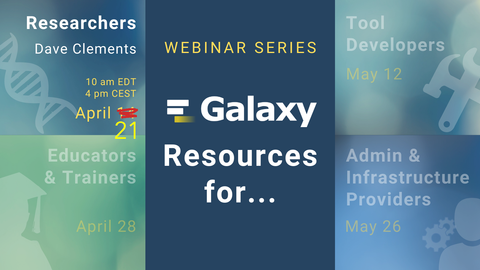 Researchers
Dave Clements
10 am EDT
4 pm CEST
April
21
Educators
& Trainers
April 28
WEBINAR SERIES
Galaxy
Resources
for...
Tool
Developers
May 12
Admin &
Infrastructure
Providers
May 26